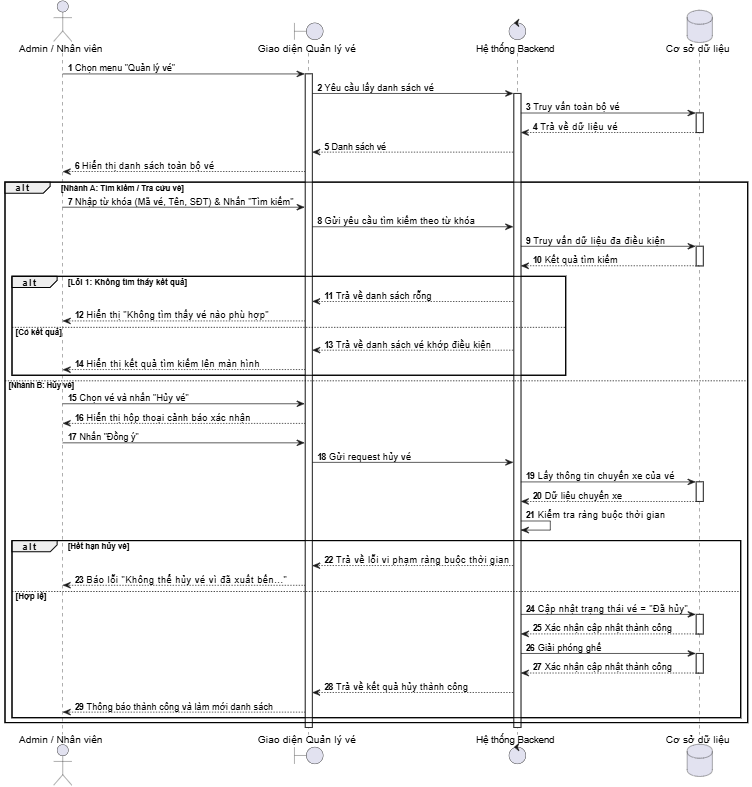 Admin / Nhân viên
Giao diện Quản lý vé
Hệ thống Backend
Cơ sở dữ liệu
1 Chọn menu "Quản lý vé"
2 Yêu cầu lấy danh sách vé
3 Truy vấn toàn bộ vé
4 Trả về dữ liệu vé
5 Danh sách vé
6 Hiển thị danh sách toàn bộ vé
alt [Nhánh A: Tìm kiếm / Tra cứu vé]
7 Nhập từ khóa (Mã vé, Tên, SĐT) & Nhấn "Tìm kiếm"
8 Gửi yêu cầu tìm kiếm theo từ khóa
9 Truy vấn dữ liệu đa điều kiện
10 Kết quả tìm kiếm
alt [Lỗi 1: Không tìm thấy kết quả]
11 Trả về danh sách rỗng
12 Hiển thị "Không tìm thấy vé nào phù hợp"
[Có kết quả]
13 Trả về danh sách vé khớp điều kiện
14 Hiển thị kết quả tìm kiếm lên màn hình
[Nhánh B: Hủy vé]
15 Chọn vé và nhấn "Hủy vé"
16 Hiển thị hộp thoại cảnh báo xác nhận
17 Nhấn "Đồng ý"
18 Gửi request hủy vé
19 Lấy thông tin chuyến xe của vé
20 Dữ liệu chuyến xe
21 Kiểm tra ràng buộc thời gian
alt [Hết hạn hủy vé]
22 Trả về lỗi vi phạm ràng buộc thời gian
23 Báo lỗi "Không thể hủy vé vì đã xuất bến..."
[Hợp lệ]
24 Cập nhật trạng thái vé = "Đã hủy"
25 Xác nhận cập nhật thành công
26 Giải phóng ghế
27 Xác nhận cập nhật thành công
28 Trả về kết quả hủy thành công
29 Thông báo thành công và làm mới danh sách
Admin / Nhân viên
Giao diện Quản lý vé
Hệ thống Backend
Cơ sở dữ liệu